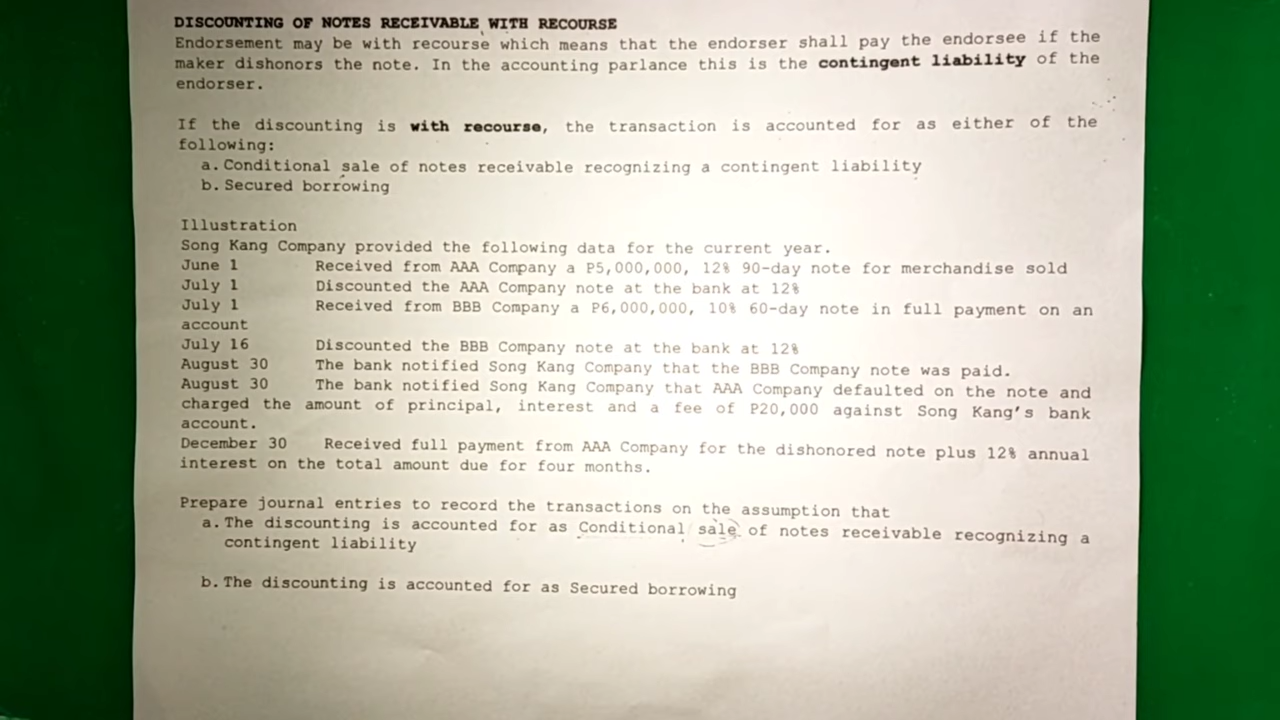 DISCOUNTING OF NOTES RECEIVABLE WITH RECOURSE
Endorsement may be with recourse which means that the endorser shall pay the endorsee if the
maker dishonors the note. In the accounting parlance this is the contingent liability of the
endorser.
If the discounting is with recourse, the transaction is accounted for as either of the
following:
a. Conditional sale of notes receivable recognizing a contingent liability
b. Secured borrowing
Illustration
Song Kang Company provided the following data for the current year.
June 1 Received from AAA Company a P5,000,000, 12% 90-day note for merchandise sold
July 1 Discounted the AAA Company note at the bank at 12%
July 1 Received from BBB Company a P6,000,000, 10% 60-day note in full payment on an
account
July 16 Discounted the BBB Company note at the bank at 12%
August 30 The bank notified Song Kang Company that the BBB Company note was paid.
August 30 The bank notified Song Kang Company that AAA Company defaulted on the note and
charged the amount of principal, interest and a fee of P20,000 against Song Kang's bank
account.
December 30 Received full payment from AAA Company for the dishonored note plus 12% annual
interest on the total amount due for four months.
Prepare journal entries to record the transactions on the assumption that
a. The discounting is accounted for as Conditional sale of notes receivable recognizing a
contingent liability
b. The discounting is accounted for as Secured borrowing